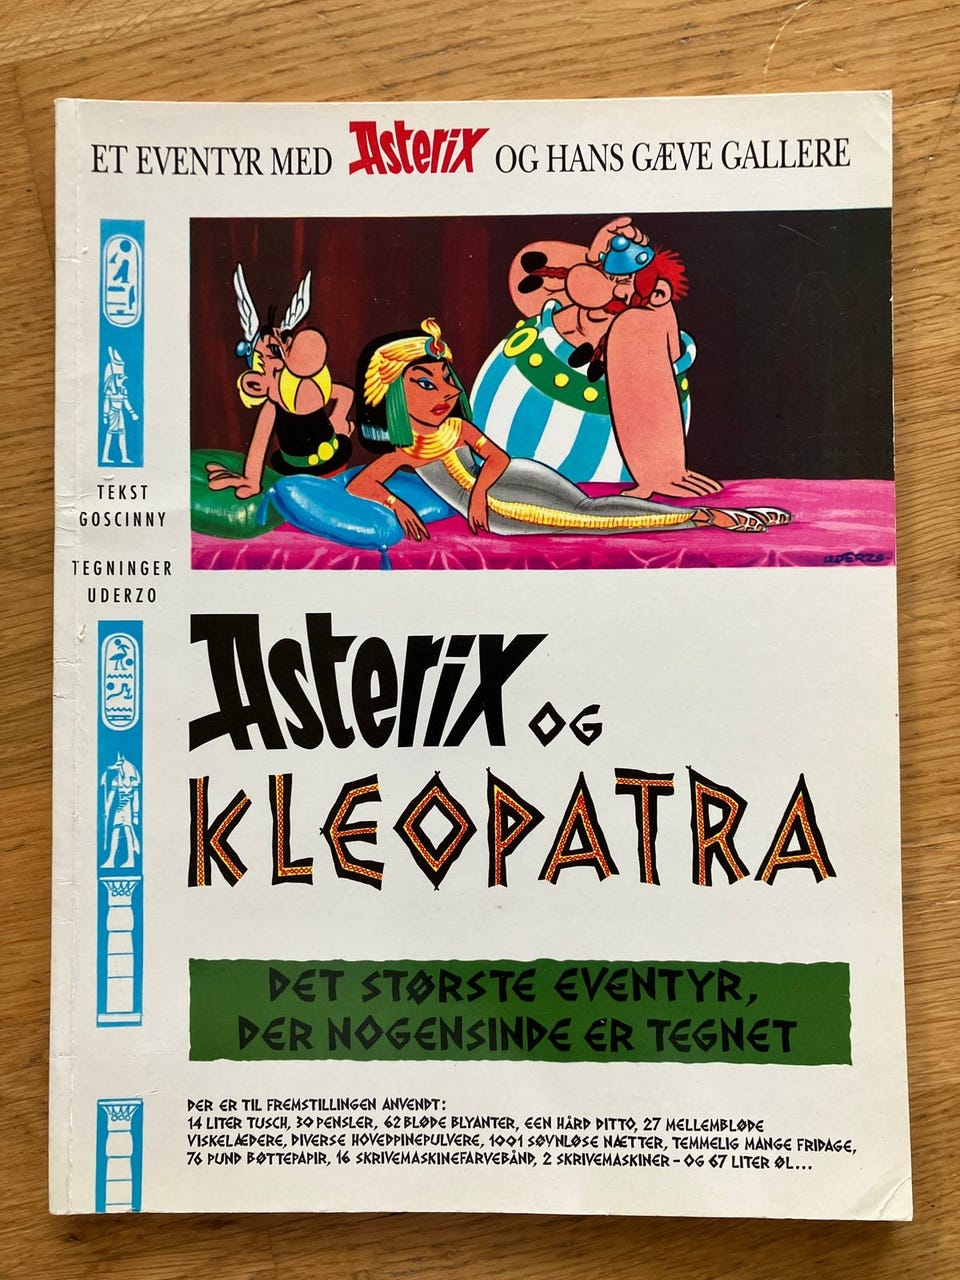 ET EVENTYR MED Asterix OG HANS GÆVE GALLERE
UDERZO
TEKST
GOSCINNY
TEGNINGER
UDERZO
Asterix OG
KLEOPATRA
DET STØRSTE EVENTYR,
DER NOGENSINDE ER TEGNET
DER ER TIL FREMSTILLINGEN ANVENDT:
14 LITER TUSCH, 30 PENSLER, 62 BLØDE BLYANTER, EEN HÅRD DITTO, 27 MELLEMBLØDE
VISKELÆDERE, DIVERSE HOVEDPINEPULVERE, 1001 SØVNLØSE NÆTTER, TEMMELIG MANGE FRIDAGE,
76 PUND BØTTEPAPIR, 16 SKRIVEMASKINEFARVEBÅND, 2 SKRIVEMASKINER - OG 67 LITER ØL...